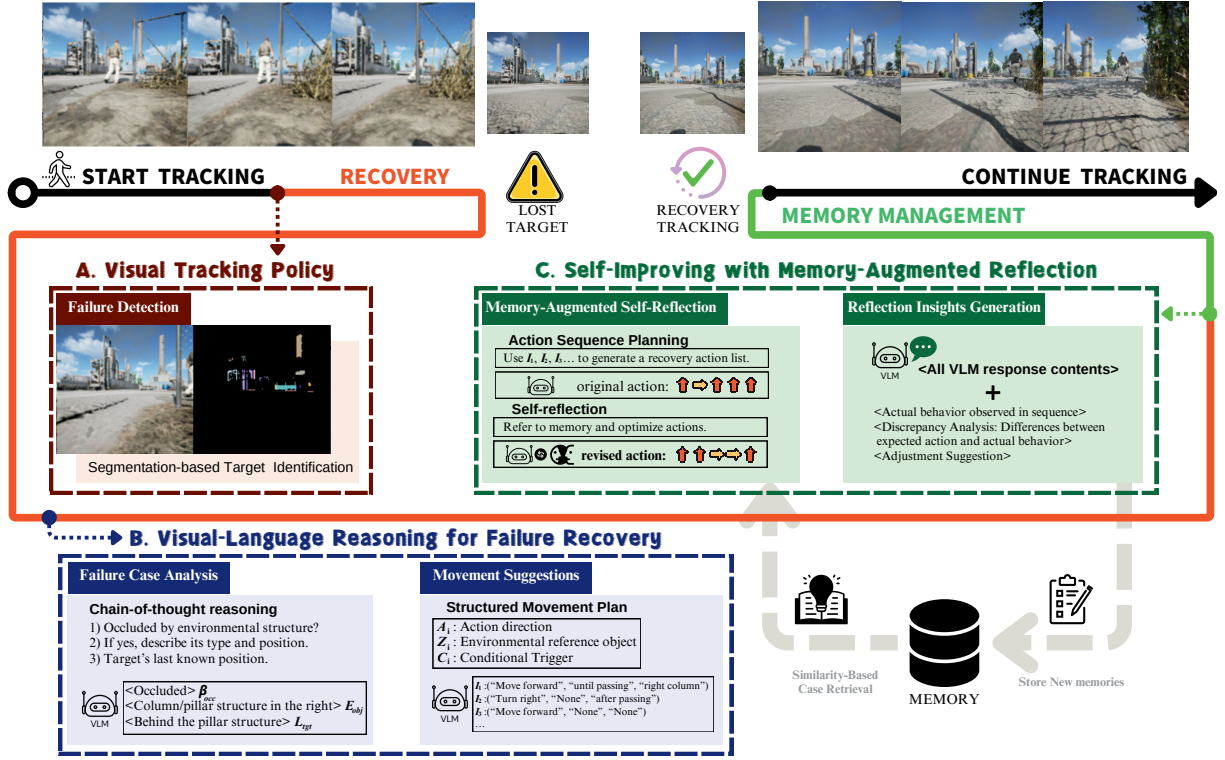 START TRACKING
RECOVERY
LOST
TARGET
RECOVERY
TRACKING
CONTINUE TRACKING
MEMORY MANAGEMENT
A. Visual Tracking Policy
Failure Detection
Segmentation-based Target Identification
C. Self-Improving with Memory-Augmented Reflection
Memory-Augmented Self-Reflection
Action Sequence Planning
Use I₁, I₂, I₃... to generate a recovery action list.
original action:
Self-reflection
Refer to memory and optimize actions.
revised action:
Reflection Insights Generation
VLM
<All VLM response contents>
+
<Actual behavior observed in sequence>
<Discrepancy Analysis: Differences between
expected action and actual behavior>
<Adjustment Suggestion>
B. Visual-Language Reasoning for Failure Recovery
Failure Case Analysis
Chain-of-thought reasoning
1) Occluded by environmental structure?
2) If yes, describe its type and position.
3) Target's last known position.
VLM
<Occluded> β_occ
<Column/pillar structure in the right> E_obj
<Behind the pillar structure> L_tgt
Movement Suggestions
Structured Movement Plan
A_i : Action direction
Z_i : Environmental reference object
C_i : Conditional Trigger
VLM
I₁ :(“Move forward”, “until passing”, “right column”)
I₂ :(“Turn right”, “None”, “after passing”)
I₃ :(“Move forward”, “None”, “None”)
...
Similarity-Based
Case Retrieval
MEMORY
Store New memories